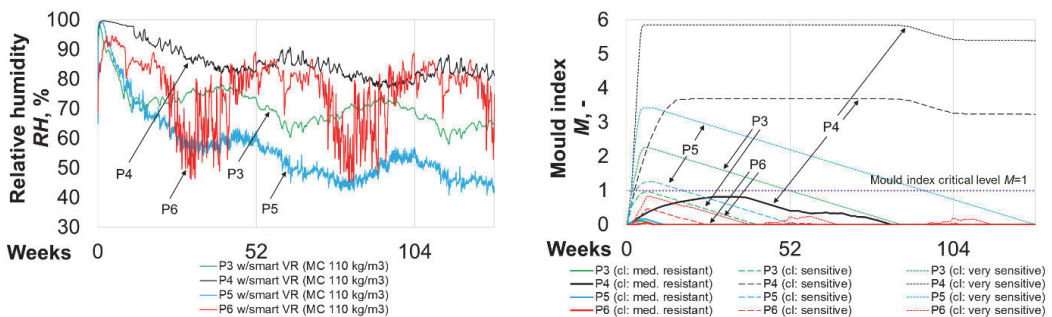 Relative humidity
RH, %
100
90
80
70
60
50
40
30
P4
P6
P3
P5
Weeks
0
52
104
P3 w/smart VR (MC 110 kg/m3)
P4 w/smart VR (MC 110 kg/m3)
P5 w/smart VR (MC 110 kg/m3)
P6 w/smart VR (MC 110 kg/m3)
Mould index
M, -
6
5
4
3
2
1
0
P3
P5
P6
P4
Mould index critical level M=1
Weeks
0
52
104
P3 (cl: med. resistant)
P3 (cl: sensitive)
P3 (cl: very sensitive)
P4 (cl: med. resistant)
P4 (cl: sensitive)
P4 (cl: very sensitive)
P5 (cl: med. resistant)
P5 (cl: sensitive)
P5 (cl: very sensitive)
P6 (cl: med. resistant)
P6 (cl: sensitive)
P6 (cl: very sensitive)